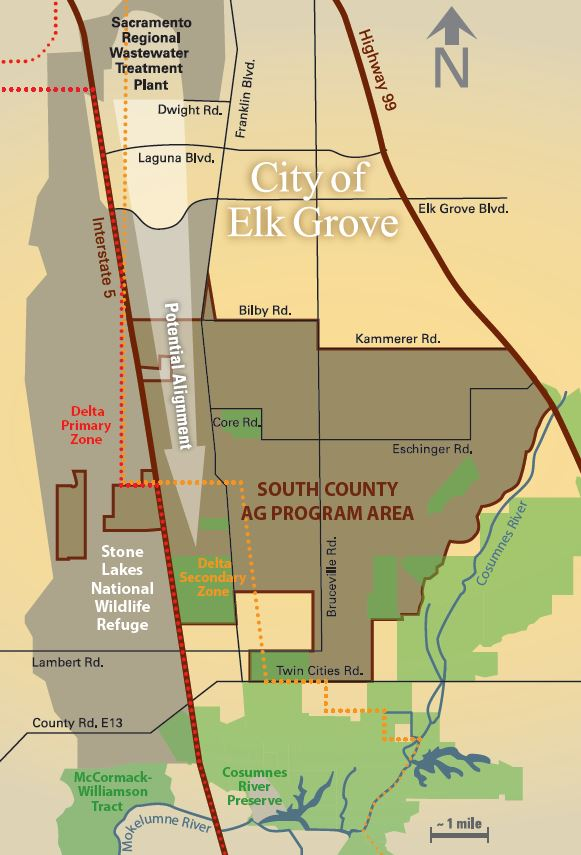 Sacramento
Regional
Wastewater
Treatment
Plant
Highway 99
N
Dwight Rd.
Franklin Blvd.
Laguna Blvd.
City of
Elk Grove
Elk Grove Blvd.
Interstate 5
Potential Alignment
Bilby Rd.
Kammerer Rd.
Delta
Primary
Zone
Core Rd.
Eschinger Rd.
SOUTH COUNTY
AG PROGRAM AREA
Cosumnes River
Stone
Lakes
National
Wildlife
Refuge
Delta
Secondary
Zone
Bruceville Rd.
Lambert Rd.
Twin Cities Rd.
County Rd. E13
McCormack-
Williamson
Tract
Cosumnes
River
Preserve
Mokelumne River
~ 1 mile